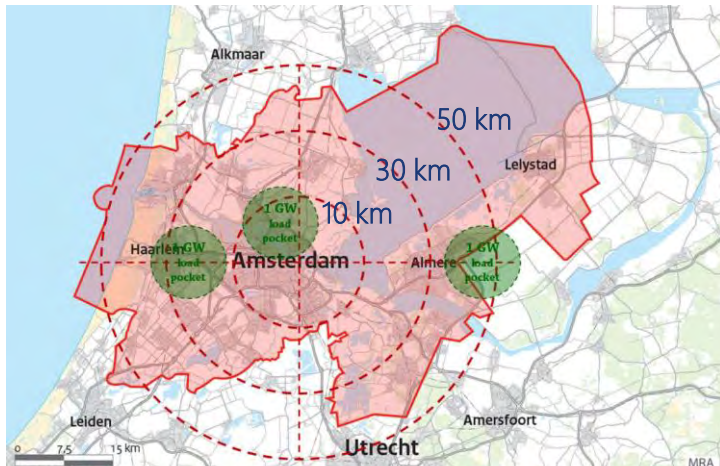 Alkmaar
50 km
Lelystad
30 km
10 km
1 GW
load
pocket
Haarlem
1 GW
load
pocket
Amsterdam
Almere
1 GW
load
pocket
Leiden
Amersfoort
Utrecht
0 7,5 15 km
MRA